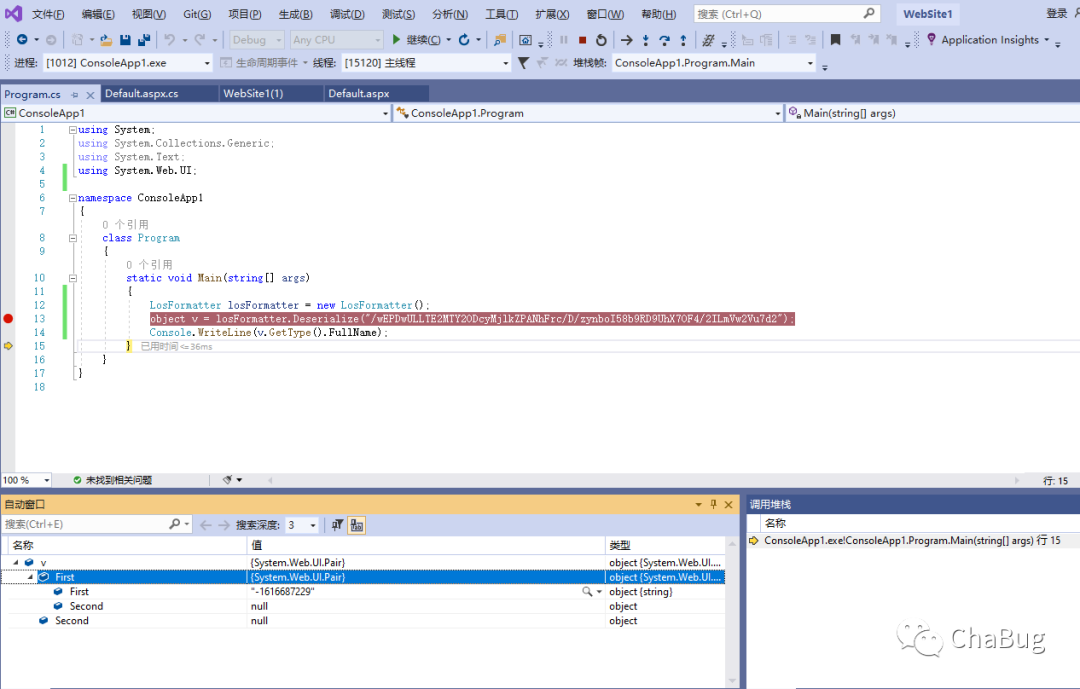 文件(F) 编辑(E) 视图(V) Git(G) 项目(P) 生成(B) 调试(D) 测试(S) 分析(N) 工具(T) 扩展(X) 窗口(W) 帮助(H) 搜索 (Ctrl+Q) WebSite1 登录
Debug Any CPU 继续(C) Application Insights
进程: [1012] ConsoleApp1.exe 生命周期事件 线程: [15120] 主线程 堆栈帧: ConsoleApp1.Program.Main
Program.cs Default.aspx.cs WebSite1(1) Default.aspx
ConsoleApp1 ConsoleApp1.Program Main(string[] args)
1 using System;
2 using System.Collections.Generic;
3 using System.Text;
4 using System.Web.UI;
5
6 namespace ConsoleApp1
7 {
0 个引用
8 class Program
9 {
0 个引用
10 static void Main(string[] args)
11 {
12 LosFormatter losFormatter = new LosFormatter();
13 object v = losFormatter.Deserialize("/wEPDwULLTE2MTY2ODcyMjlkZPANhFrc/D/zynboI58b9RD9UhX7OF4/2ILmVw2Vu7d2");
14 Console.WriteLine(v.GetType().FullName);
15 } 已用时间<=36ms
16 }
17 }
18
100 % 未找到相关问题 行: 15
自动窗口
搜索(Ctrl+E) 搜索深度: 3
名称 值 类型
v {System.Web.UI.Pair} object {System.Web.UI....
First {System.Web.UI.Pair} object {System.Web.UI....
First "-1616687229" object {string}
Second null object
Second null object
调用堆栈
名称
ConsoleApp1.exe!ConsoleApp1.Program.Main(string[] args) 行 15
ChaBug